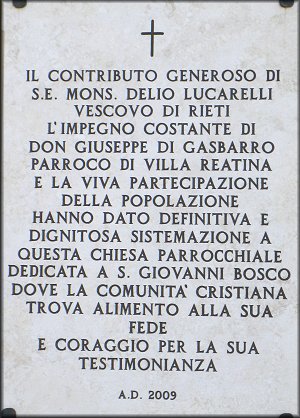 IL CONTRIBUTO GENEROSO DI
S.E. MONS. DELIO LUCARELLI
VESCOVO DI RIETI
L'IMPEGNO COSTANTE DI
DON GIUSEPPE DI GASBARRO
PARROCO DI VILLA REATINA
E LA VIVA PARTECIPAZIONE
DELLA POPOLAZIONE
HANNO DATO DEFINITIVA E
DIGNITOSA SISTEMAZIONE A
QUESTA CHIESA PARROCCHIALE
DEDICATA A S. GIOVANNI BOSCO
DOVE LA COMUNITA' CRISTIANA
TROVA ALIMENTO ALLA SUA
FEDE
E CORAGGIO PER LA SUA
TESTIMONIANZA
A.D. 2009